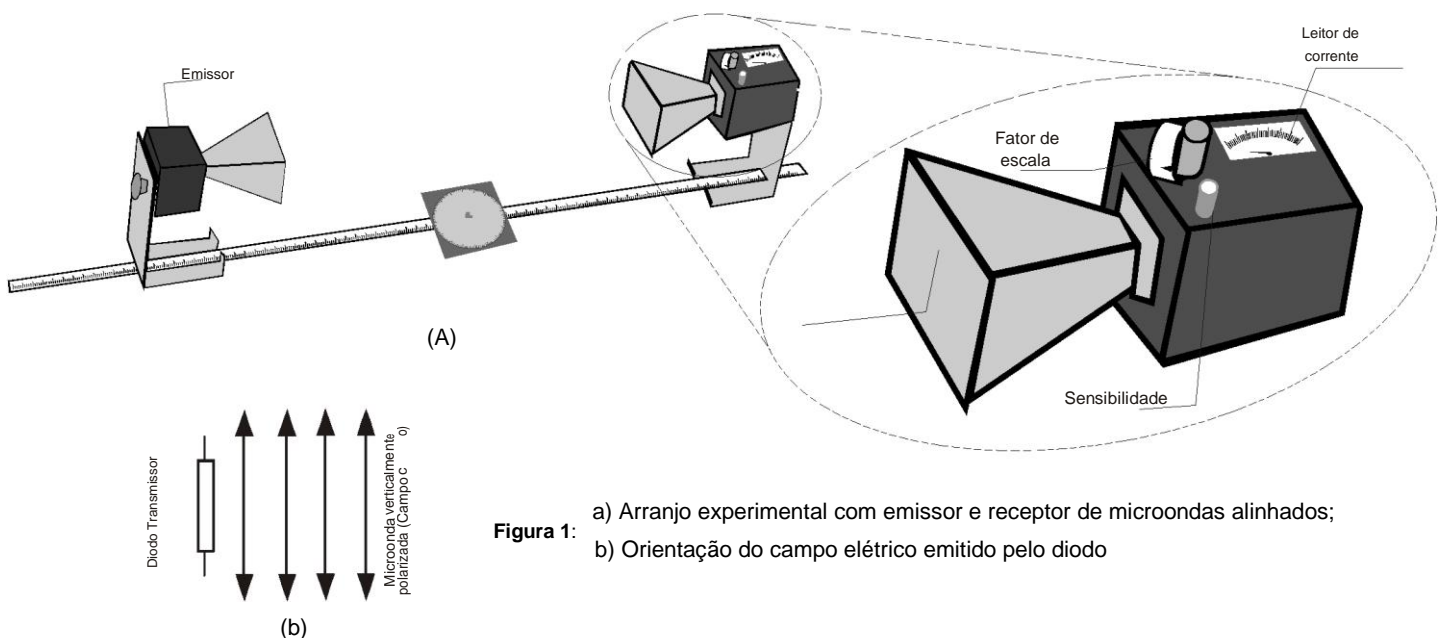 Emissor
Leitor de
corrente
Fator de
escala
Sensibilidade
(A)
Diodo Transmissor
Microonda verticalmente
polarizada (Campo c o)
(b)
Figura 1:
a) Arranjo experimental com emissor e receptor de microondas alinhados;
b) Orientação do campo elétrico emitido pelo diodo